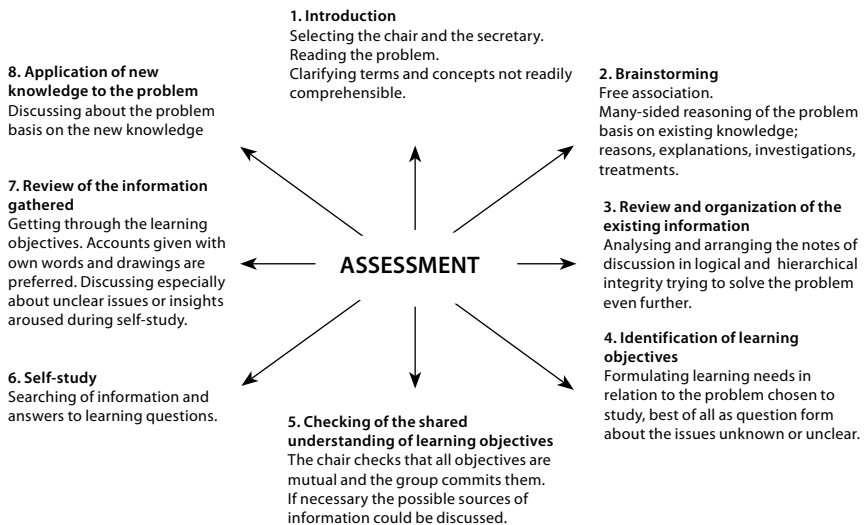 1. Introduction
Selecting the chair and the secretary.
Reading the problem.
Clarifying terms and concepts not readily
comprehensible.
2. Brainstorming
Free association.
Many-sided reasoning of the problem
basis on existing knowledge;
reasons, explanations, investigations,
treatments.
3. Review and organization of the
existing information
Analysing and arranging the notes of
discussion in logical and hierarchical
integrity trying to solve the problem
even further.
4. Identification of learning
objectives
Formulating learning needs in
relation to the problem chosen to
study, best of all as question form
about the issues unknown or unclear.
5. Checking of the shared
understanding of learning objectives
The chair checks that all objectives are
mutual and the group commits them.
If necessary the possible sources of
information could be discussed.
6. Self-study
Searching of information and
answers to learning questions.
7. Review of the information
gathered
Getting through the learning
objectives. Accounts given with
own words and drawings are
preferred. Discussing especially
about unclear issues or insights
aroused during self-study.
8. Application of new
knowledge to the problem
Discussing about the problem
basis on the new knowledge
ASSESSMENT